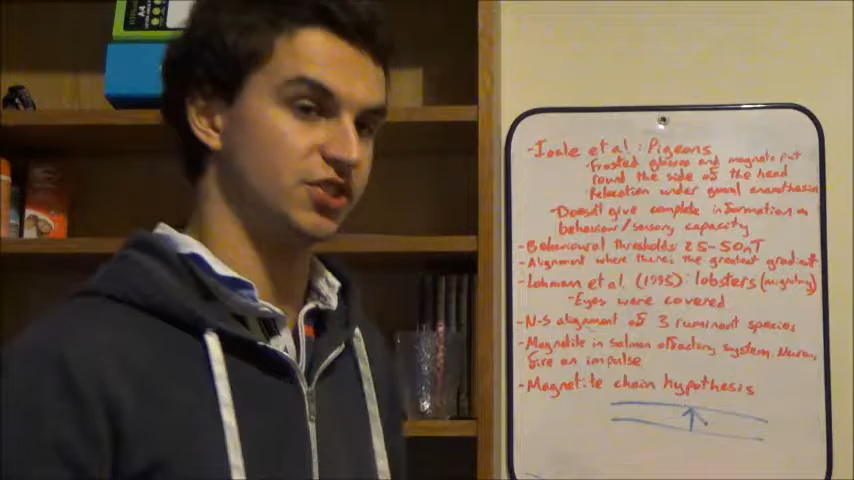 -Ioale et al: Pigeons
-Frosted glasses and magnets put
round the side of the head
-Relocation under general anaesthesia
-Doesn't give complete information on
behaviour/sensory capacity
-Behavioural thresholds 25-50nT
-Alignment where there's the greatest gradient
-Lohmann et al. (1995): lobsters (migratory)
-Eyes were covered
-N-S alignment of 3 ruminant species
-Magnetite in salmon olfactory system. Neurons
fire on impulse
-Magnetite chain hypothesis
A4